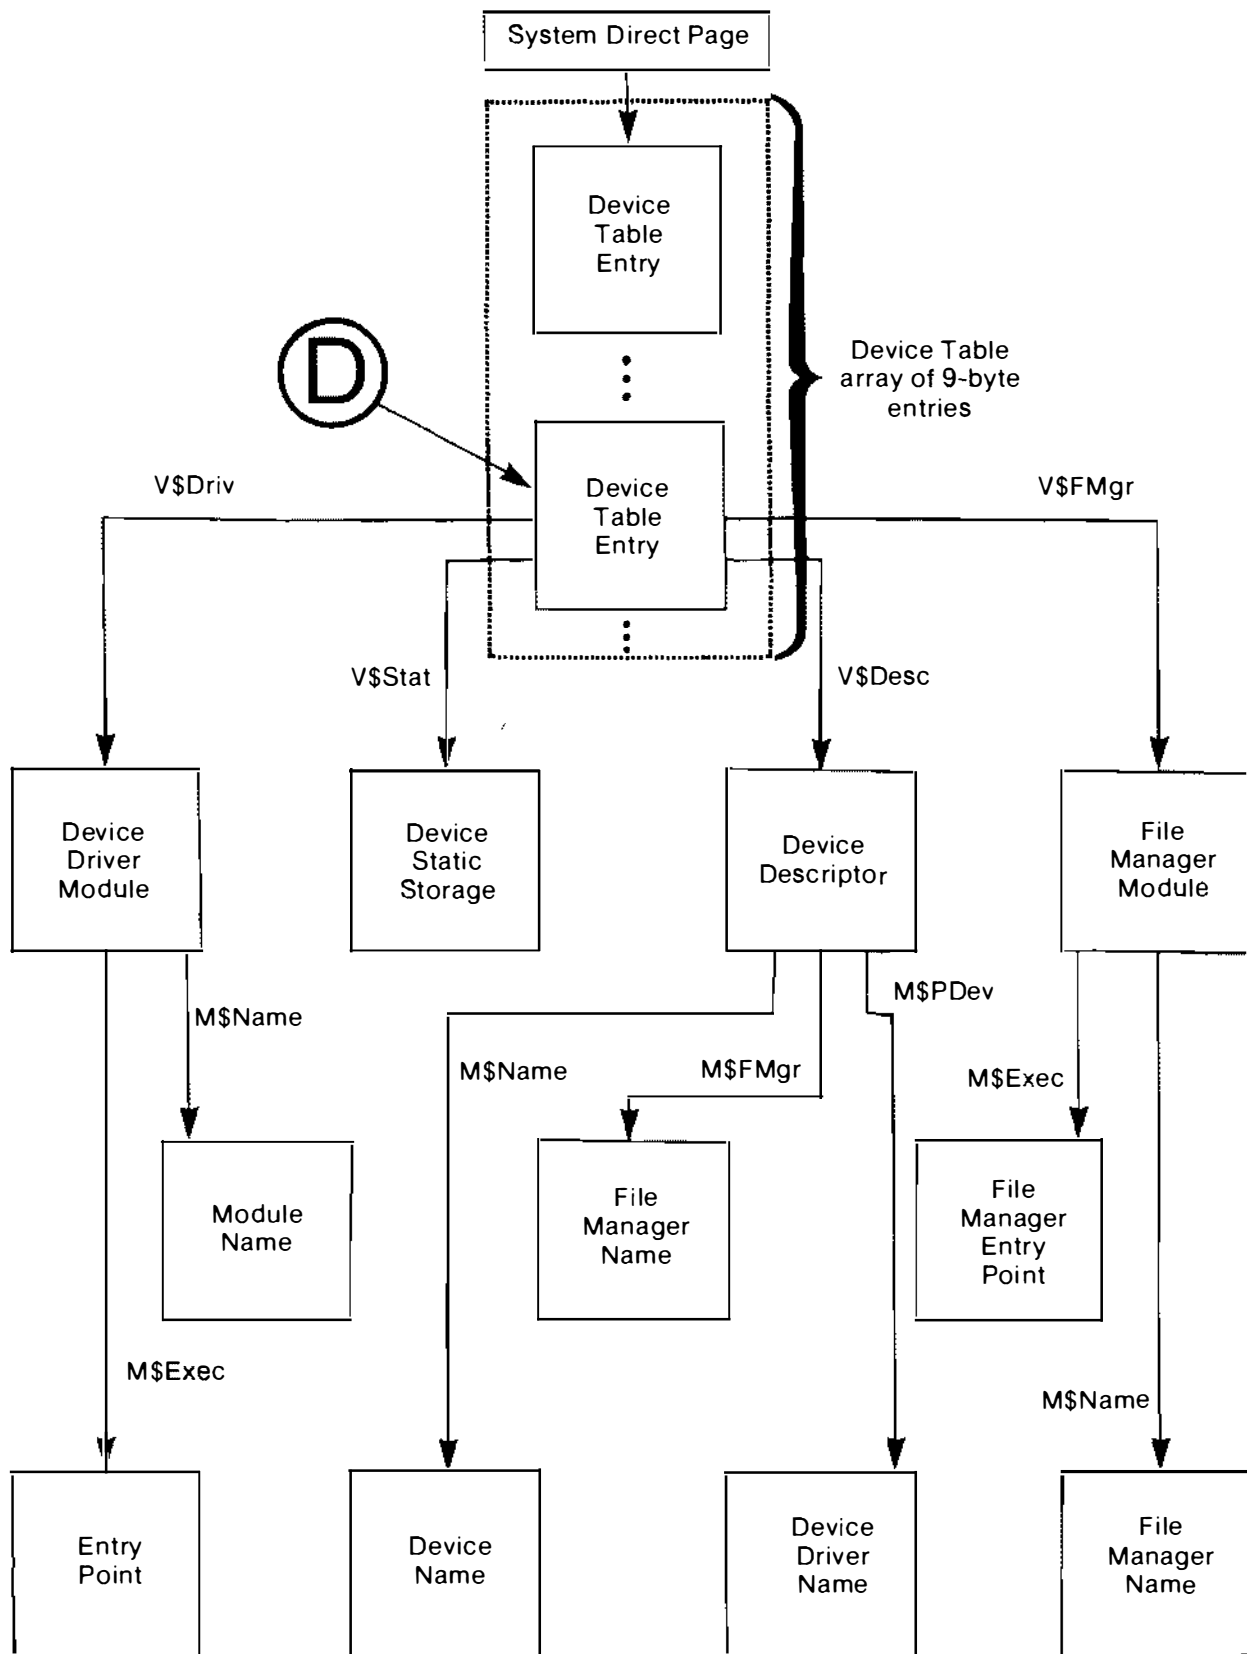 System Direct Page
Device
Table
Entry
Device Table
array of 9-byte
entries
D
V$Driv
Device
Table
Entry
V$FMgr
V$Stat
V$Desc
Device
Driver
Module
Device
Static
Storage
Device
Descriptor
File
Manager
Module
M$Name
M$PDev
M$Name
M$FMgr
M$Exec
Module
Name
File
Manager
Name
File
Manager
Entry
Point
M$Exec
M$Name
Entry
Point
Device
Name
Device
Driver
Name
File
Manager
Name